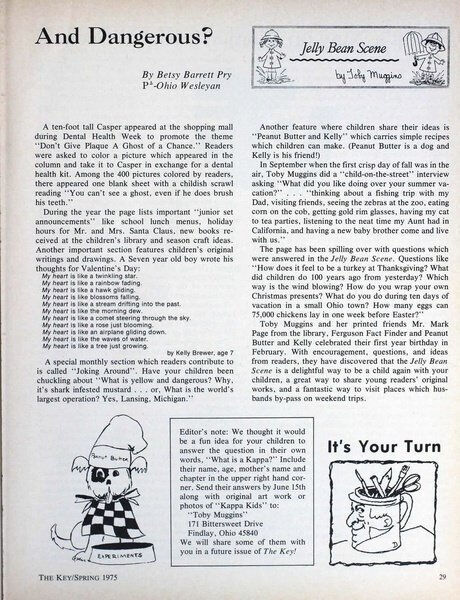 And Dangerous?
By Betsy Barrett Pry
PΔ-Ohio Wesleyan
Jelly Bean Scene
by Toby Muggins
A ten-foot tall Casper appeared at the shopping mall
during Dental Health Week to promote the theme
"Don't Give Plaque A Ghost of a Chance." Readers
were asked to color a picture which appeared in the
column and take it to Casper in exchange for a dental
health kit. Among the 400 pictures colored by readers,
there appeared one blank sheet with a childish scrawl
reading "You can't see a ghost, even if he does brush
his teeth."
During the year the page lists important "junior set
announcements" like school lunch menus, holiday
hours for Mr. and Mrs. Santa Claus, new books re-
ceived at the children's library and season craft ideas.
Another important section features children's original
writings and drawings. A Seven year old boy wrote his
thoughts for Valentine's Day:
My heart is like a twinkling star.
My heart is like a rainbow fading.
My heart is like a hawk gliding.
My heart is like blossoms falling.
My heart is like a stream drifting into the past.
My heart is like the morning dew.
My heart is like a comet steering through the sky.
My heart is like a rose just blooming.
My heart is like an airplane gliding down.
My heart is like the waves of water.
My heart is like a tree just growing.
by Kelly Brewer, age 7
A special monthly section which readers contribute to
is called "Joking Around". Have your children been
chuckling about "What is yellow and dangerous? Why,
it's shark infested mustard . . . or, What is the world's
largest operation? Yes, Lansing, Michigan."
Another feature where children share their ideas is
"Peanut Butter and Kelly" which carries simple recipes
which children can make. (Peanut Butter is a dog and
Kelly is his friend!)
In September when the first crisp day of fall was in the
air, Toby Muggins did a "child-on-the-street" interview
asking "What did you like doing over your summer va-
cation?" . . . "thinking about a fishing trip with my
Dad, visiting friends, seeing the zebras at the zoo, eating
corn on the cob, getting gold rim glasses, having my cat
to tea parties, listening to the neat time my Aunt had in
California, and having a new baby brother come and live
with us."
The page has been spilling over with questions which
were answered in the Jelly Bean Scene. Questions like
"How does it feel to be a turkey at Thanksgiving? What
did children do 100 years ago from yesterday? Which
way is the wind blowing? How do you wrap your own
Christmas presents? What do you do during ten days of
vacation in a small Ohio town? How many eggs can
75,000 chickens lay in one week before Easter?"
Toby Muggins and her printed friends Mr. Mark
Page from the library, Ferguson Fact Finder and Peanut
Butter and Kelly celebrated their first year birthday in
February. With encouragement, questions, and ideas
from readers, they have discovered that the Jelly Bean
Scene is a delightful way to be a child again with your
children, a great way to share young readers' original
works, and a fantastic way to visit places which hus-
bands by-pass on weekend trips.
Peanut Butter
EXPERIMENTS
Editor's note: We thought it would
be a fun idea for your children to
answer the question in their own
words, "What is a Kappa?" Include
their name, age, mother's name and
chapter in the upper right hand cor-
ner. Send their answers by June 15th
along with original art work or
photos of "Kappa Kids" to:
"Toby Muggins"
171 Bittersweet Drive
Findlay, Ohio 45840
We will share some of them with
you in a future issue of The Key!
It's Your Turn
THE KEY/SPRING 1975
29